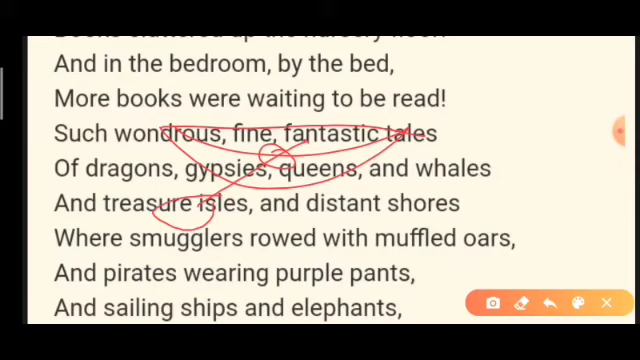 And in the bedroom, by the bed,
More books were waiting to be read!
Such wondrous, fine, fantastic tales
Of dragons, gypsies, queens, and whales
And treasure isles, and distant shores
Where smugglers rowed with muffled oars,
And pirates wearing purple pants,
And sailing ships and elephants,